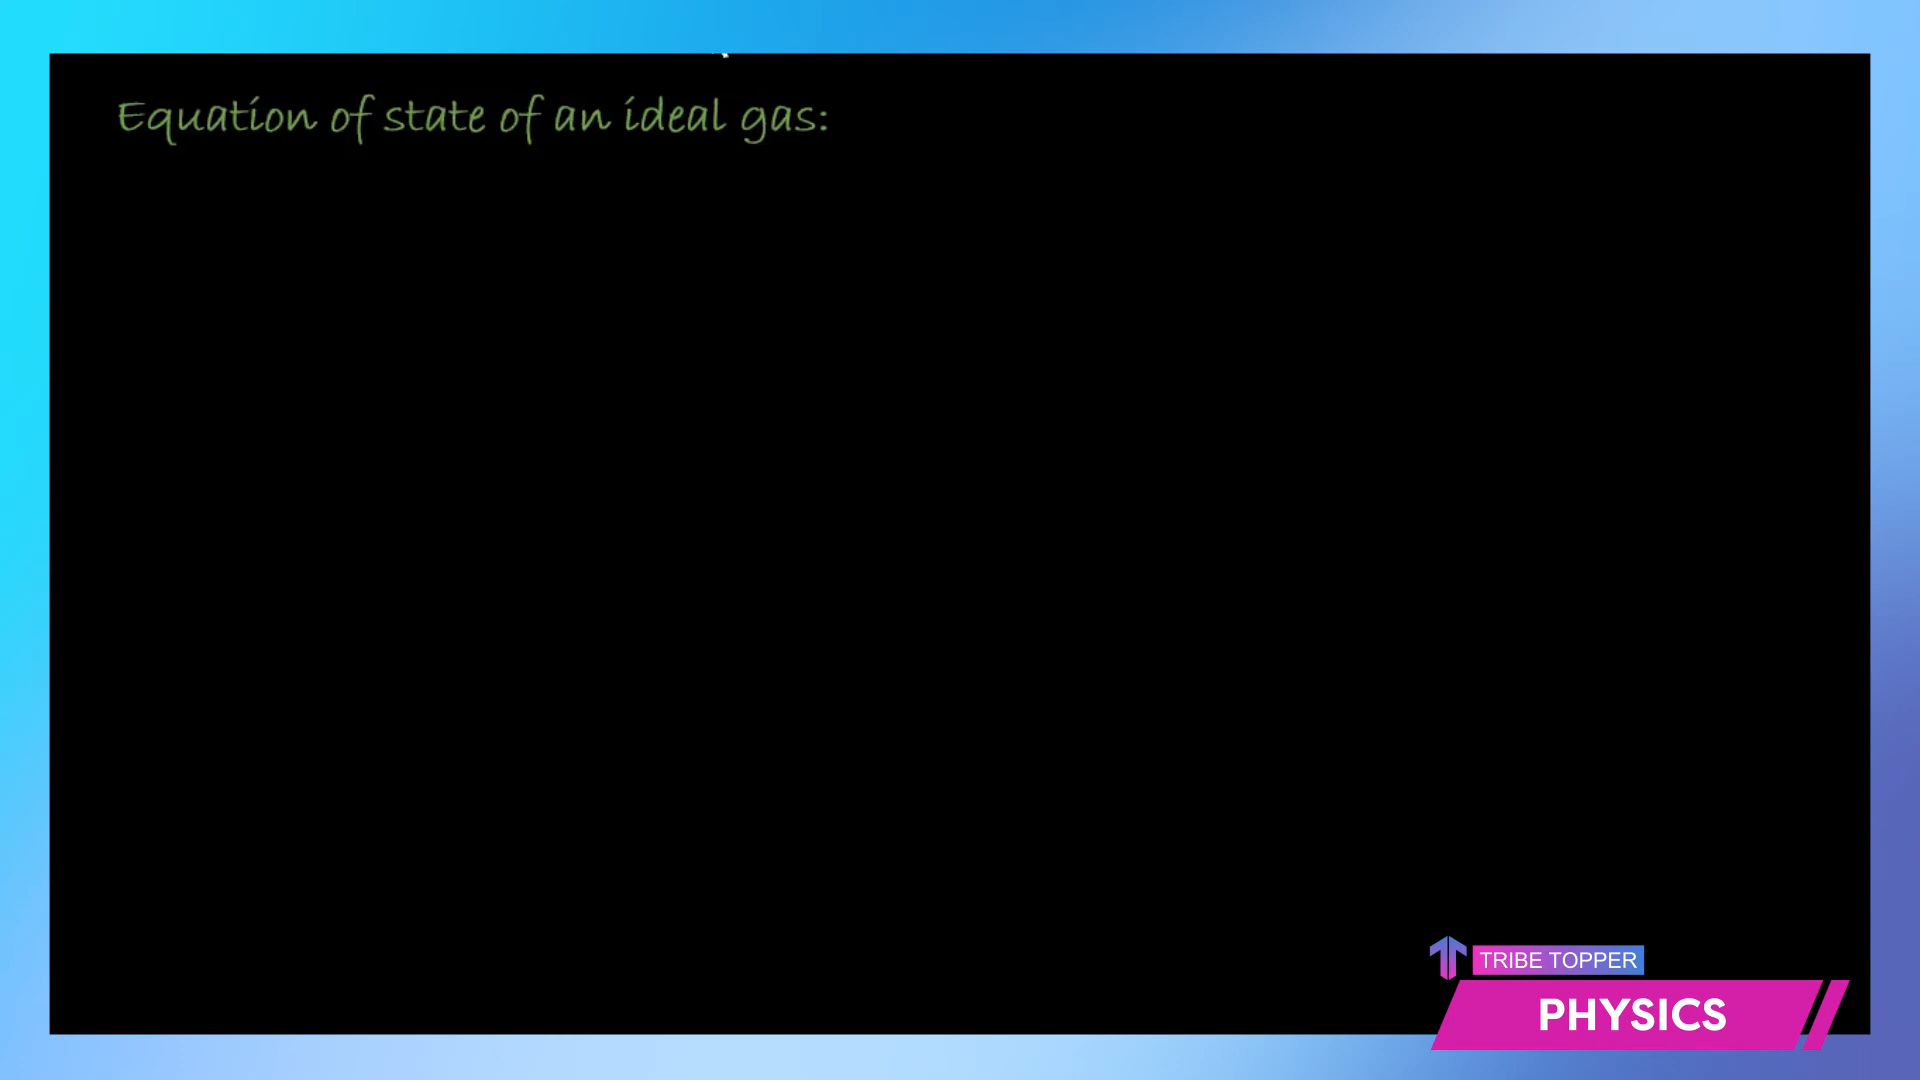 Equation of state of an ideal gas:
TRIBE TOPPER
PHYSICS